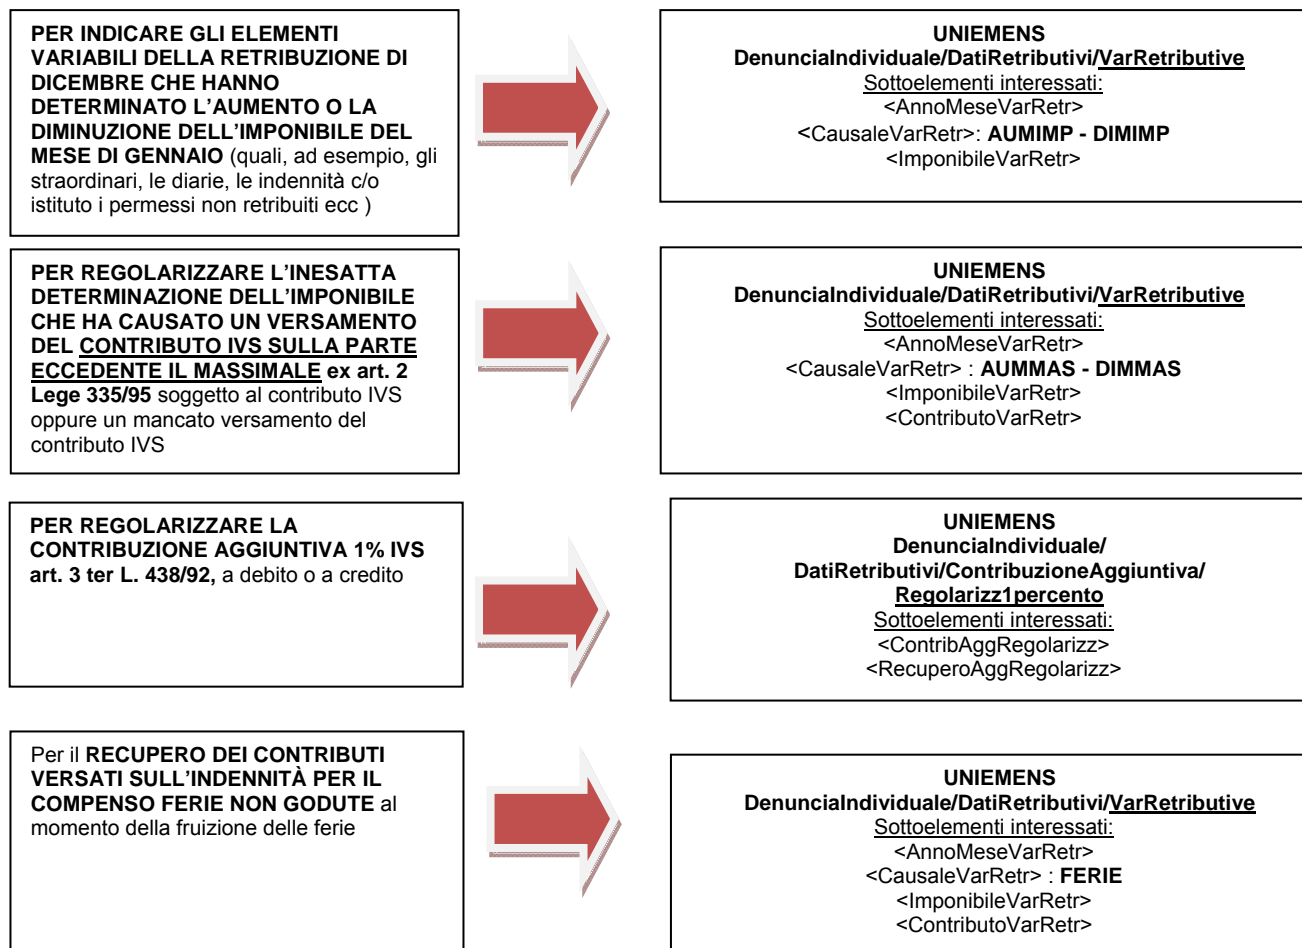 PER INDICARE GLI ELEMENTI
VARIABILI DELLA RETRIBUZIONE DI
DICEMBRE CHE HANNO
DETERMINATO L'AUMENTO O LA
DIMINUZIONE DELL'IMPONIBILE DEL
MESE DI GENNAIO (quali, ad esempio, gli
straordinari, le diarie, le indennità c/o
istituto i permessi non retribuiti ecc )
UNIEMENS
DenunciaIndividuale/DatiRetributivi/VarRetributive
Sottoelementi interessati:
<AnnoMeseVarRetr>
<CausaleVarRetr>: AUMIMP - DIMIMP
<ImponibileVarRetr>
PER REGOLARIZZARE L'INESATTA
DETERMINAZIONE DELL'IMPONIBILE
CHE HA CAUSATO UN VERSAMENTO
DEL CONTRIBUTO IVS SULLA PARTE
ECCEDENTE IL MASSIMALE ex art. 2
Lege 335/95 soggetto al contributo IVS
oppure un mancato versamento del
contributo IVS
UNIEMENS
DenunciaIndividuale/DatiRetributivi/VarRetributive
Sottoelementi interessati:
<AnnoMeseVarRetr>
<CausaleVarRetr> : AUMMAS - DIMMAS
<ImponibileVarRetr>
<ContributoVarRetr>
PER REGOLARIZZARE LA
CONTRIBUZIONE AGGIUNTIVA 1% IVS
art. 3 ter L. 438/92, a debito o a credito
UNIEMENS
DenunciaIndividuale/
DatiRetributivi/ContribuzioneAggiuntiva/
Regolarizz1percento
Sottoelementi interessati:
<ContribAggRegolarizz>
<RecuperoAggRegolarizz>
Per il RECUPERO DEI CONTRIBUTI
VERSATI SULL'INDENNITÀ PER IL
COMPENSO FERIE NON GODUTE al
momento della fruizione delle ferie
UNIEMENS
DenunciaIndividuale/DatiRetributivi/VarRetributive
Sottoelementi interessati:
<AnnoMeseVarRetr>
<CausaleVarRetr> : FERIE
<ImponibileVarRetr>
<ContributoVarRetr>